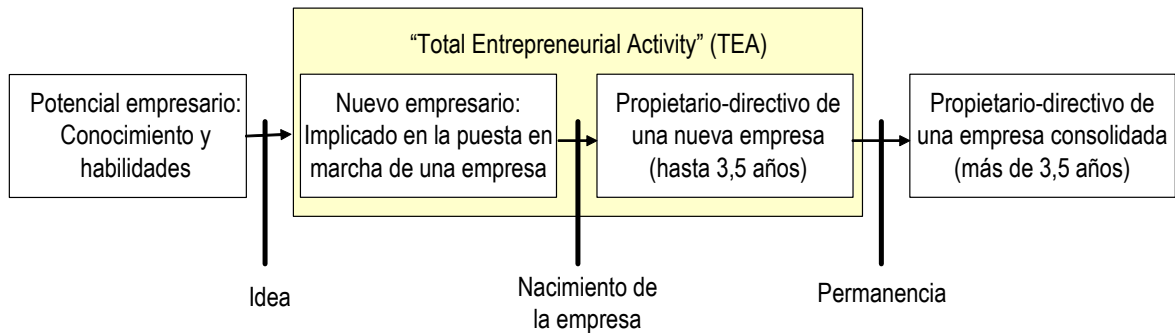 “Total Entrepreneurial Activity” (TEA)
Potencial empresario:
Conocimiento y
habilidades
Nuevo empresario:
Implicado en la puesta en
marcha de una empresa
Propietario-directivo de
una nueva empresa
(hasta 3,5 años)
Propietario-directivo de
una empresa consolidada
(más de 3,5 años)
Idea
Nacimiento de
la empresa
Permanencia